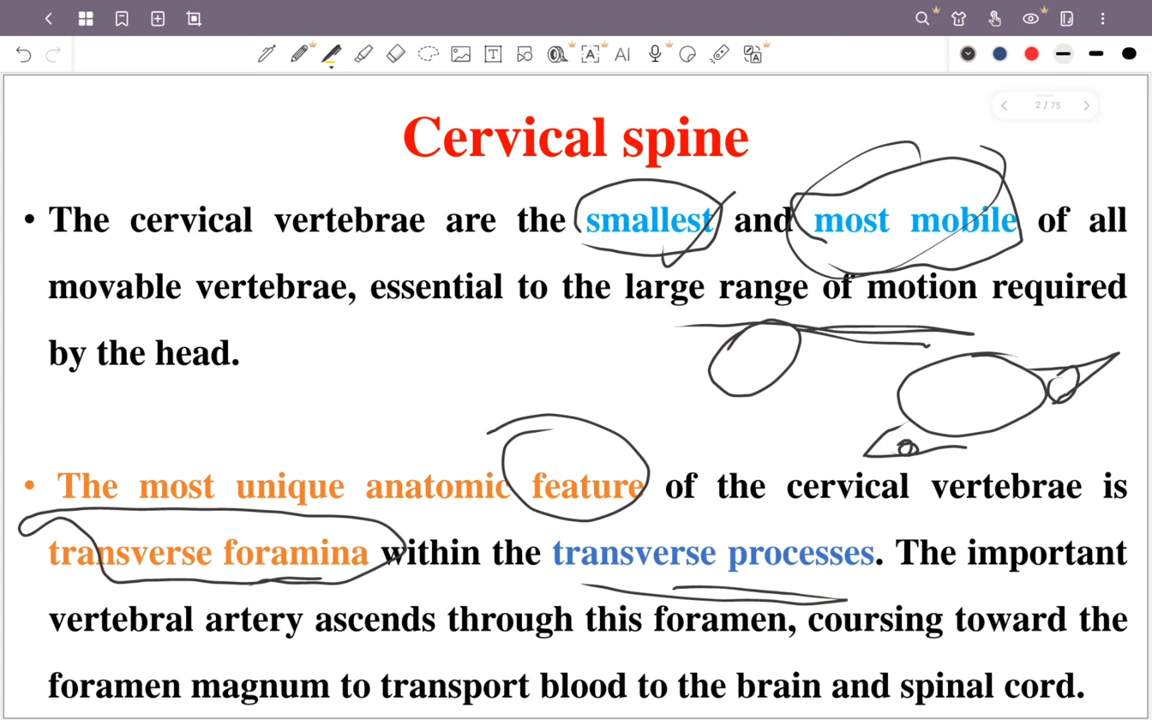 AI
2 / 75
Cervical spine
• The cervical vertebrae are the smallest and most mobile of all
movable vertebrae, essential to the large range of motion required
by the head.
• The most unique anatomic feature of the cervical vertebrae is
transverse foramina within the transverse processes. The important
vertebral artery ascends through this foramen, coursing toward the
foramen magnum to transport blood to the brain and spinal cord.